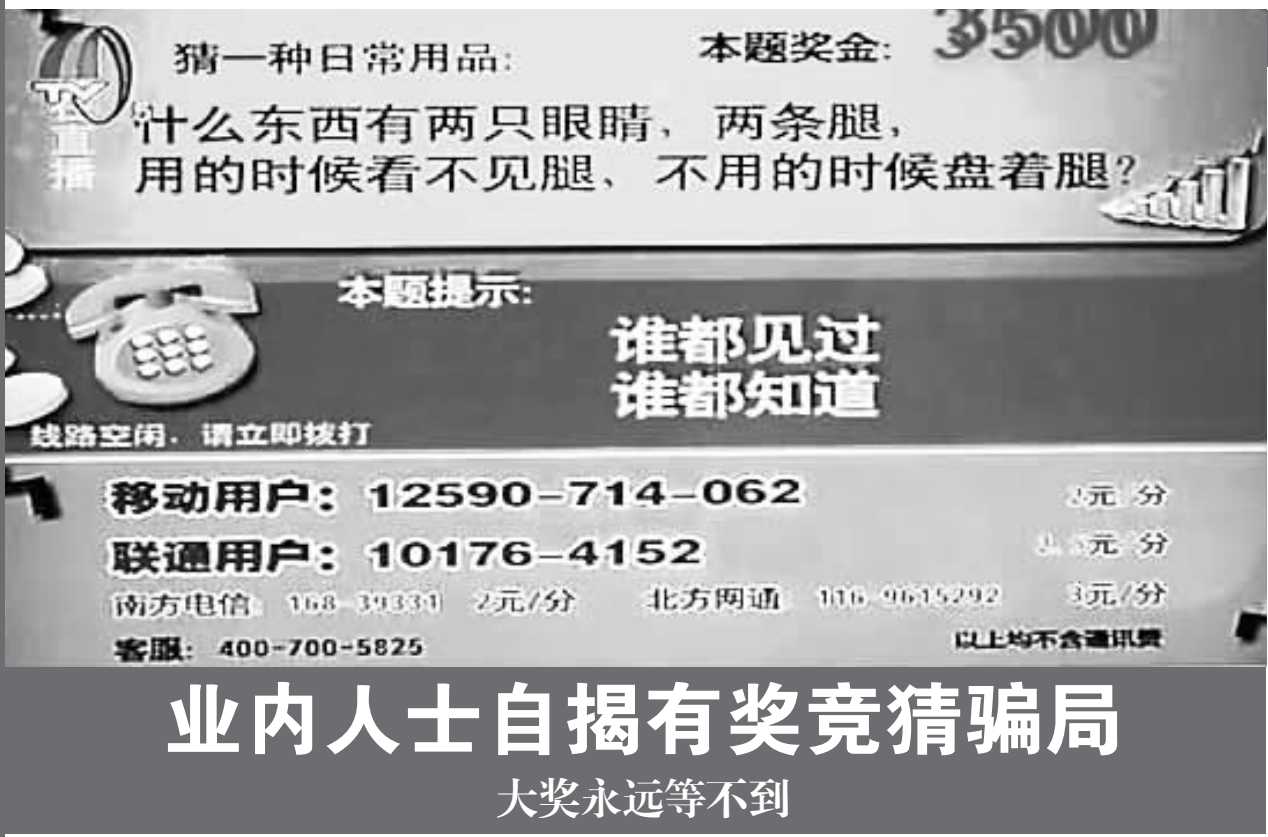 猜一种日常用品:
本题奖金: 3500
TV
直播
什么东西有两只眼睛、两条腿,
用的时候看不见腿、不用的时候盘着腿?
本题提示:
谁都见过
谁都知道
线路空闲. 请立即拨打
移动用户: 12590-714-062 元 分
联通用户: 10176-4152 元 分
南方电信 168-39331 2元/分 北方网通 116-9615292 3元/分
客服: 400-700-5825 以上均不含通讯费
业内人士自揭有奖竞猜骗局
大奖永远等不到